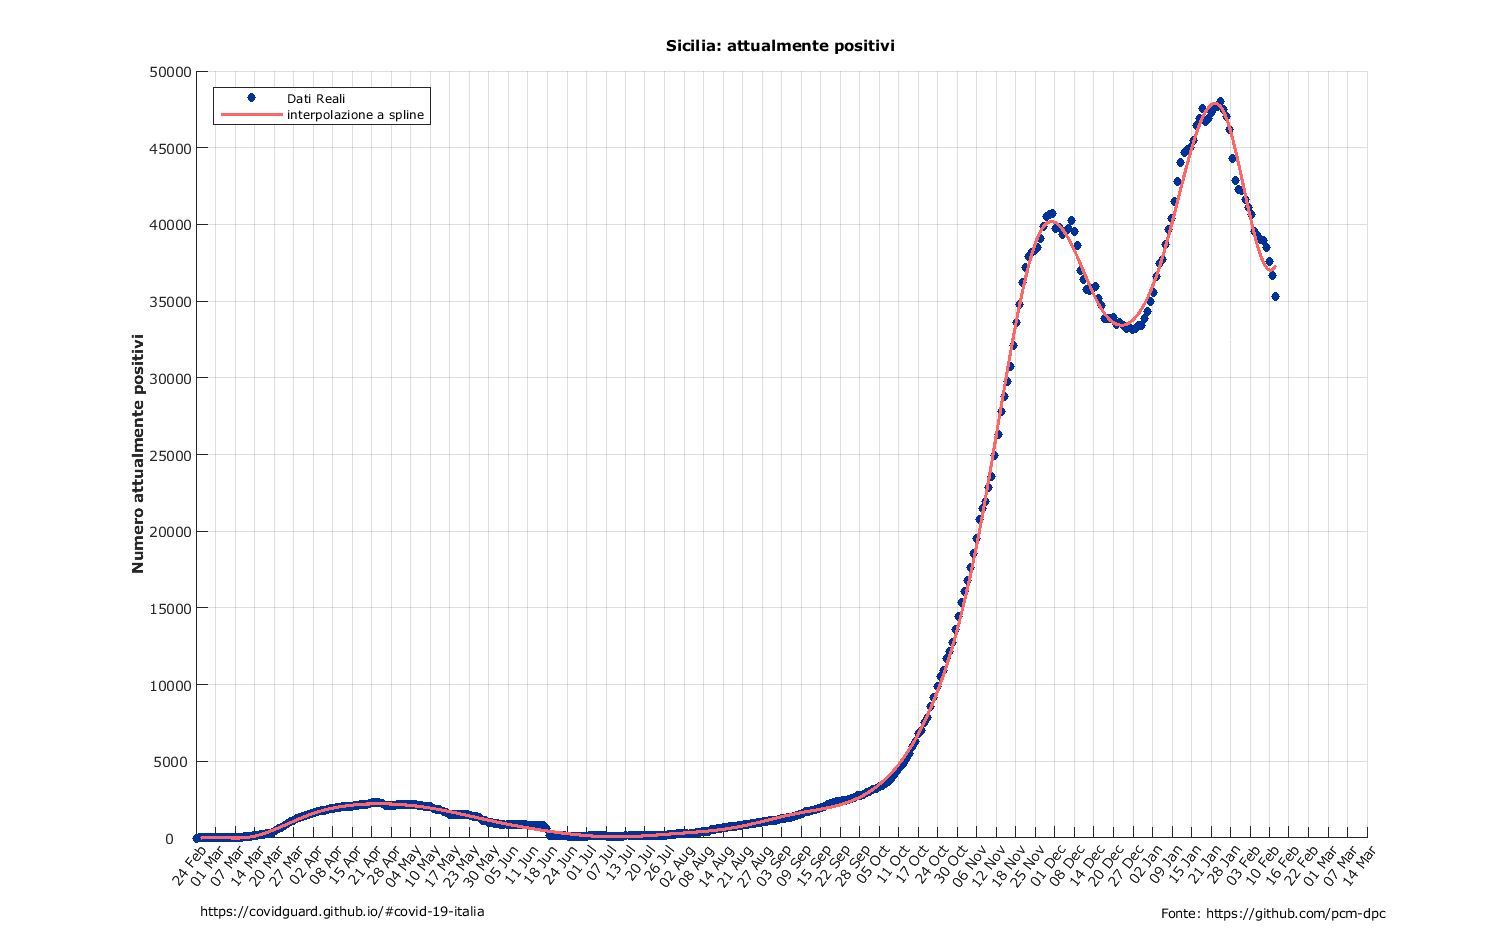 Sicilia: attualmente positivi
Dati Reali
interpolazione a spline
Numero attualmente positivi
50000
45000
40000
35000
30000
25000
20000
15000
10000
5000
0
24 Feb
01 Mar
07 Mar
14 Mar
20 Mar
27 Mar
02 Apr
08 Apr
15 Apr
21 Apr
28 Apr
04 May
10 May
17 May
23 May
30 May
05 Jun
11 Jun
18 Jun
24 Jun
01 Jul
07 Jul
13 Jul
20 Jul
26 Jul
02 Aug
08 Aug
14 Aug
21 Aug
27 Aug
03 Sep
09 Sep
15 Sep
22 Sep
28 Sep
05 Oct
11 Oct
17 Oct
24 Oct
30 Oct
06 Nov
12 Nov
18 Nov
25 Nov
01 Dec
08 Dec
14 Dec
20 Dec
27 Dec
02 Jan
09 Jan
15 Jan
21 Jan
28 Jan
03 Feb
10 Feb
16 Feb
22 Feb
01 Mar
07 Mar
14 Mar
https://covidguard.github.io/#covid-19-italia
Fonte: https://github.com/pcm-dpc